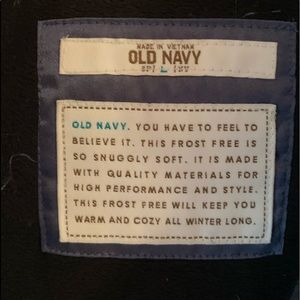 MADE IN VIETNAM
OLD NAVY
L
OLD NAVY. YOU HAVE TO FEEL TO
BELIEVE IT. THIS FROST FREE IS
SO SNUGGLY SOFT. IT IS MADE
WITH QUALITY MATERIALS FOR
HIGH PERFORMANCE AND STYLE.
THIS FROST FREE WILL KEEP YOU
WARM AND COZY ALL WINTER LONG.